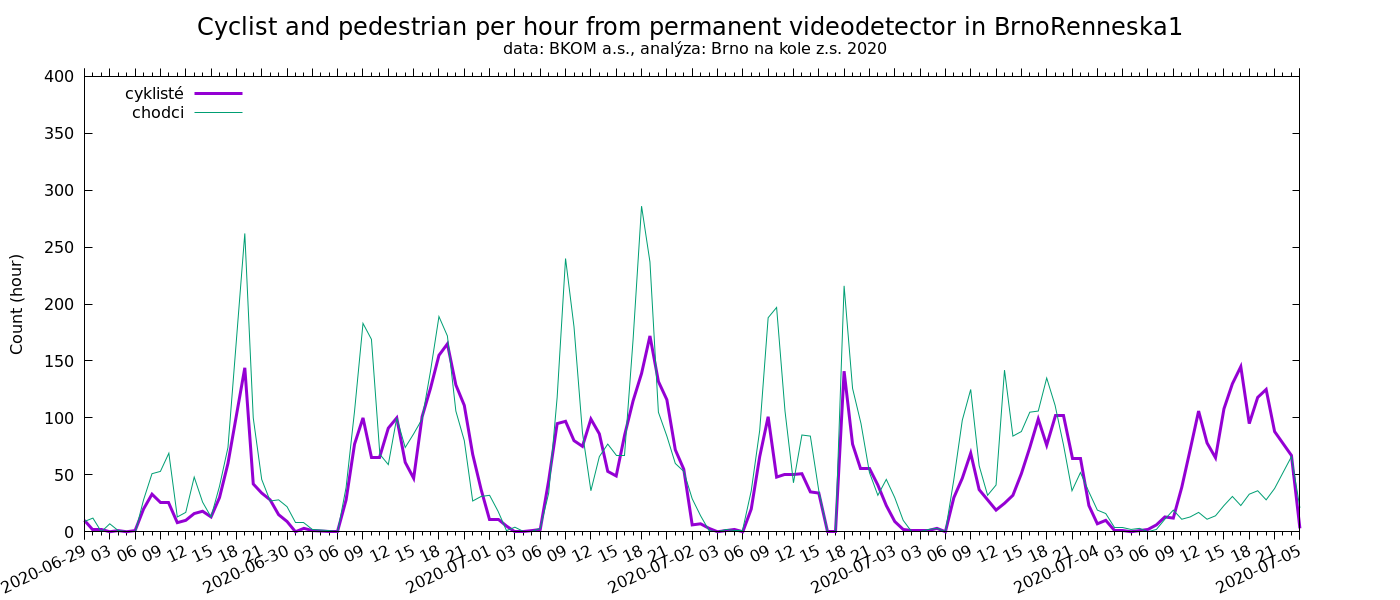 Cyclist and pedestrian per hour from permanent videodetector in BrnoRenneska1
data: BKOM a.s., analýza: Brno na kole z.s. 2020
cyklisté
chodci
Count (hour)
400
350
300
250
200
150
100
50
0
2020-06-29 03 06 09 12 15 18 21 2020-06-30 03 06 09 12 15 18 21 2020-07-01 03 06 09 12 15 18 21 2020-07-02 03 06 09 12 15 18 21 2020-07-03 03 06 09 12 15 18 21 2020-07-04 03 06 09 12 15 18 21 2020-07-05